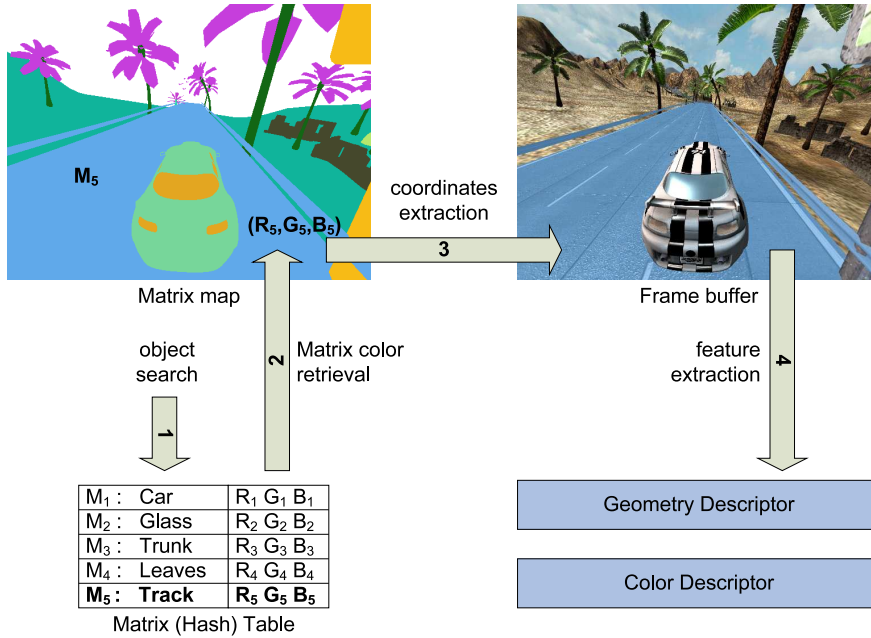 M₅
(R₅,G₅,B₅)
coordinates
extraction
3
Matrix map
Frame buffer
object
search
1
2
Matrix color
retrieval
feature
extraction
4
M₁ : Car R₁ G₁ B₁
M₂ : Glass R₂ G₂ B₂
M₃ : Trunk R₃ G₃ B₃
M₄ : Leaves R₄ G₄ B₄
M₅ : Track R₅ G₅ B₅
Matrix (Hash) Table
Geometry Descriptor
Color Descriptor